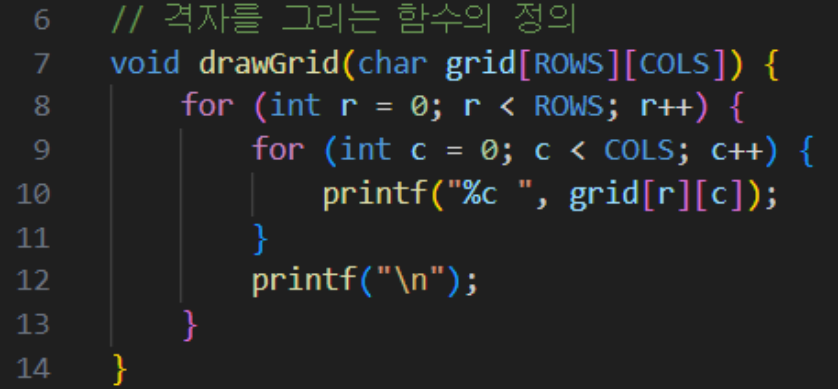 6 // 격자를 그리는 함수의 정의
7 void drawGrid(char grid[ROWS][COLS]) {
8     for (int r = 0; r < ROWS; r++) {
9         for (int c = 0; c < COLS; c++) {
10             printf("%c ", grid[r][c]);
11         }
12         printf("\n");
13     }
14 }